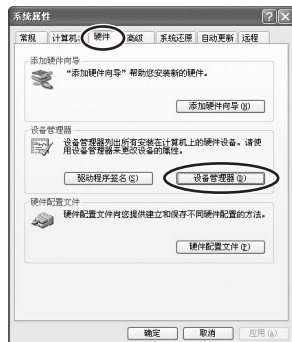 系统属性
常规 计算机名 硬件 高级 系统还原 自动更新 远程
添加硬件向导
“添加硬件向导”帮助您安装新的硬件。
添加硬件向导(H)
设备管理器
设备管理器列出所有安装在计算机上的硬件设备。请使
用设备管理器来更改设备的属性。
驱动程序签名(S) 设备管理器(D)
硬件配置文件
硬件配置文件向您提供建立和保存不同硬件配置的方法。
硬件配置文件(P)
确定 取消 应用(A)